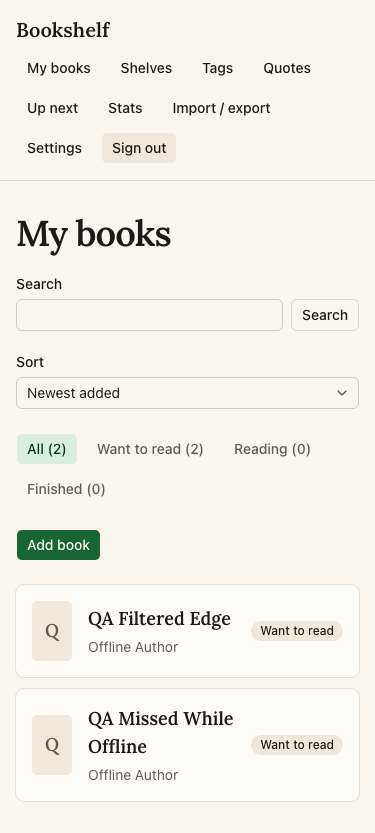 Bookshelf
My books Shelves Tags Quotes
Up next Stats Import / export
Settings Sign out
My books
Search
Search
Sort
Newest added
All (2) Want to read (2) Reading (0)
Finished (0)
Add book
Q
QA Filtered Edge
Offline Author
Want to read
Q
QA Missed While
Offline
Offline Author
Want to read